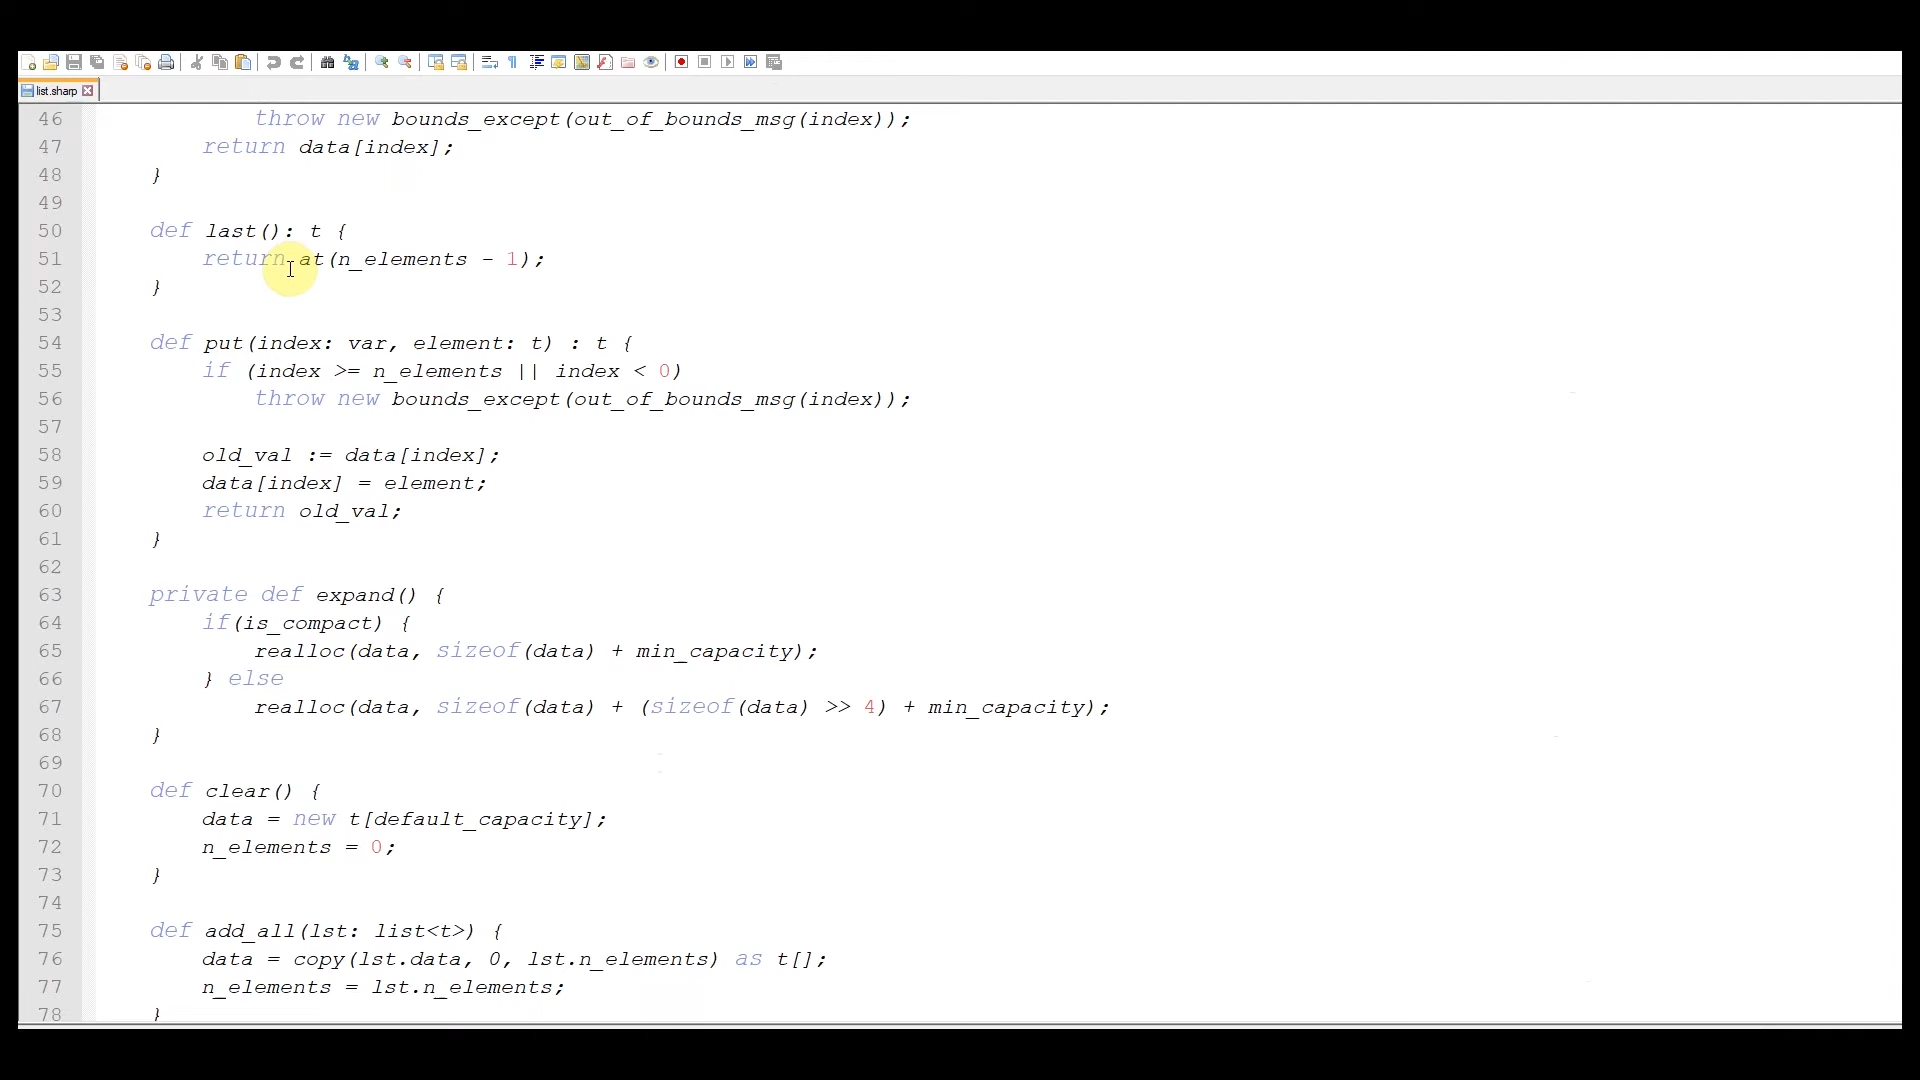 list.sharp
46 throw new bounds_except(out_of_bounds_msg(index));
47 return data[index];
48 }
49
50 def last(): t {
51 return at(n_elements - 1);
52 }
53
54 def put(index: var, element: t) : t {
55 if (index >= n_elements || index < 0)
56 throw new bounds_except(out_of_bounds_msg(index));
57
58 old_val := data[index];
59 data[index] = element;
60 return old_val;
61 }
62
63 private def expand() {
64 if(is_compact) {
65 realloc(data, sizeof(data) + min_capacity);
66 } else
67 realloc(data, sizeof(data) + (sizeof(data) >> 4) + min_capacity);
68 }
69
70 def clear() {
71 data = new t[default_capacity];
72 n_elements = 0;
73 }
74
75 def add_all(lst: list<t>) {
76 data = copy(lst.data, 0, lst.n_elements) as t[];
77 n_elements = lst.n_elements;
78 }